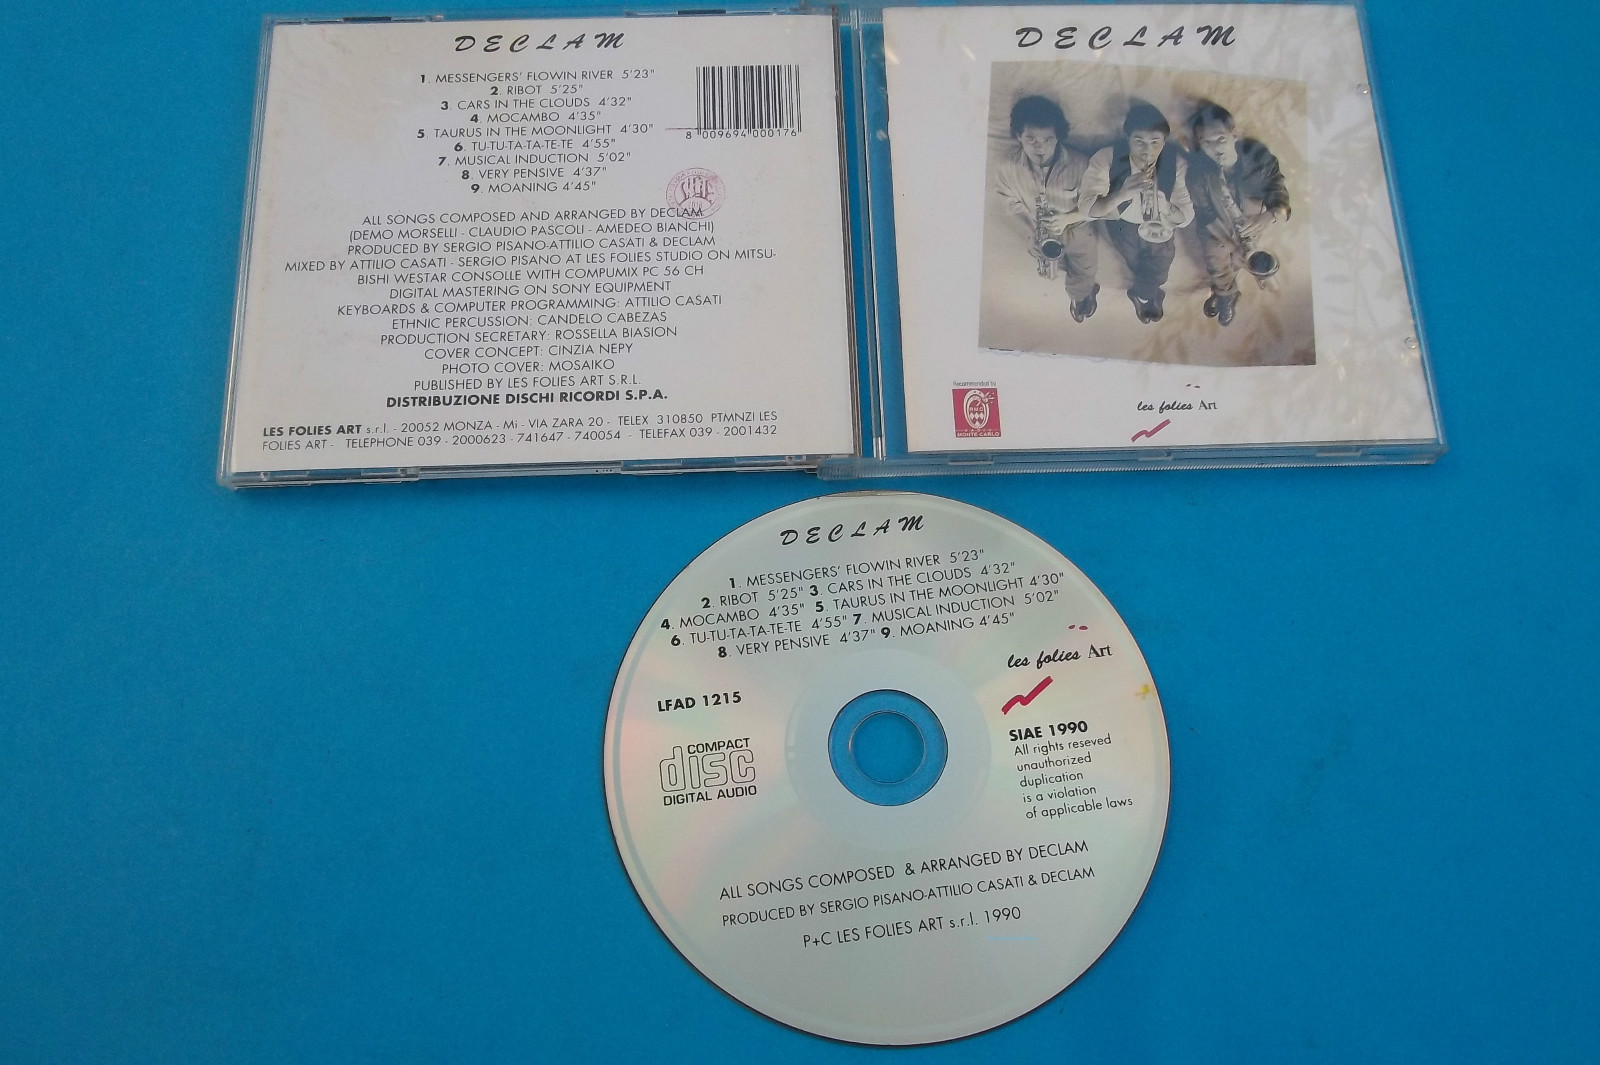 DECLAM
1. MESSENGERS' FLOWIN RIVER 5'23"
2. RIBOT 5'25"
3. CARS IN THE CLOUDS 4'32"
4. MOCAMBO 4'35"
5. TAURUS IN THE MOONLIGHT 4'30"
6. TU-TU-TA-TA-TE-TE 4'55"
7. MUSICAL INDUCTION 5'02"
8. VERY PENSIVE 4'37"
9. MOANING 4'45"
8 009694 000176
ALL SONGS COMPOSED AND ARRANGED BY DECLAM
(DEMO MORSELLI - CLAUDIO PASCOLI - AMEDEO BIANCHI)
PRODUCED BY SERGIO PISANO-ATTILIO CASATI & DECLAM
MIXED BY ATTILIO CASATI - SERGIO PISANO AT LES FOLIES STUDIO ON MITSU-
BISHI WESTAR CONSOLLE WITH COMPUMIX PC 56 CH
DIGITAL MASTERING ON SONY EQUIPMENT
KEYBOARDS & COMPUTER PROGRAMMING: ATTILIO CASATI
ETHNIC PERCUSSION: CANDELO CABEZAS
PRODUCTION SECRETARY: ROSSELLA BIASION
COVER CONCEPT: CINZIA NEPY
PHOTO COVER: MOSAIKO
PUBLISHED BY LES FOLIES ART S.R.L.
DISTRIBUZIONE DISCHI RICORDI S.P.A.
LES FOLIES ART s.r.l. - 20052 MONZA - Mi - VIA ZARA 20 - TELEX 310850 PTMNZI LES
FOLIES ART - TELEPHONE 039 - 2000623 - 741647 - 740054 - TELEFAX 039 - 2001432
DECLAM
Recommended by
RMC
RADIO
MONTE CARLO
les folies Art
DECLAM
1. MESSENGERS' FLOWIN RIVER 5'23"
2. RIBOT 5'25" 3. CARS IN THE CLOUDS 4'32"
4. MOCAMBO 4'35" 5. TAURUS IN THE MOONLIGHT 4'30"
6. TU-TU-TA-TA-TE-TE 4'55" 7. MUSICAL INDUCTION 5'02"
8. VERY PENSIVE 4'37" 9. MOANING 4'45"
les folies Art
LFAD 1215
COMPACT
disc
DIGITAL AUDIO
SIAE 1990
All rights reseved
unauthorized
duplication
is a violation
of applicable laws
ALL SONGS COMPOSED & ARRANGED BY DECLAM
PRODUCED BY SERGIO PISANO-ATTILIO CASATI & DECLAM
P+C LES FOLIES ART s.r.l. 1990